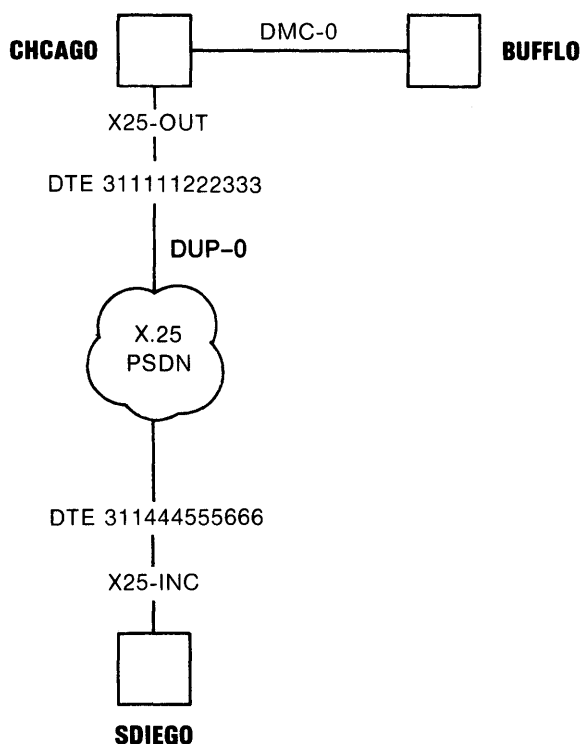 CHCAGO
DMC-0
BUFFLO
X25-OUT
DTE 311111222333
DUP-0
X.25
PSDN
DTE 311444555666
X25-INC
SDIEGO